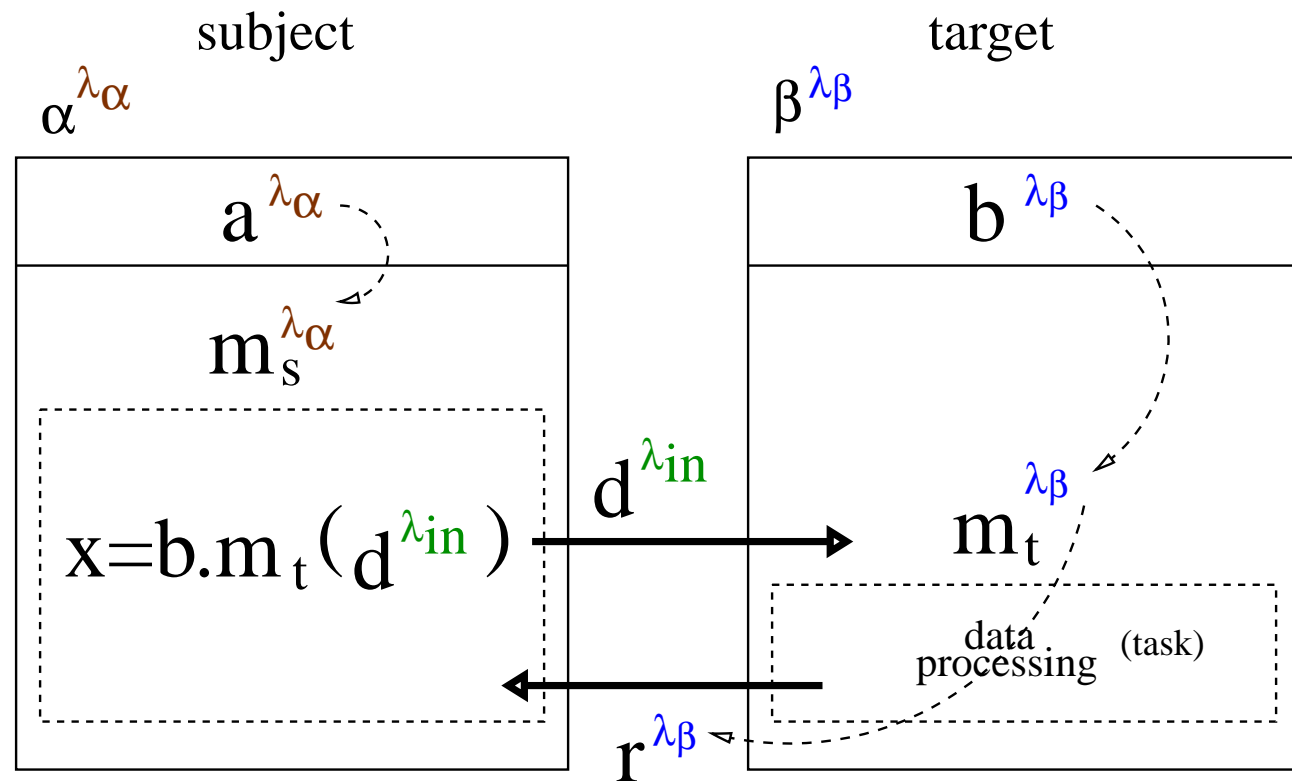 subject
target
α^λα
β^λβ
a^λα
b^λβ
m_s^λα
x=b.m_t(d^λin)
d^λin
m_t^λβ
data
processing
(task)
r^λβ